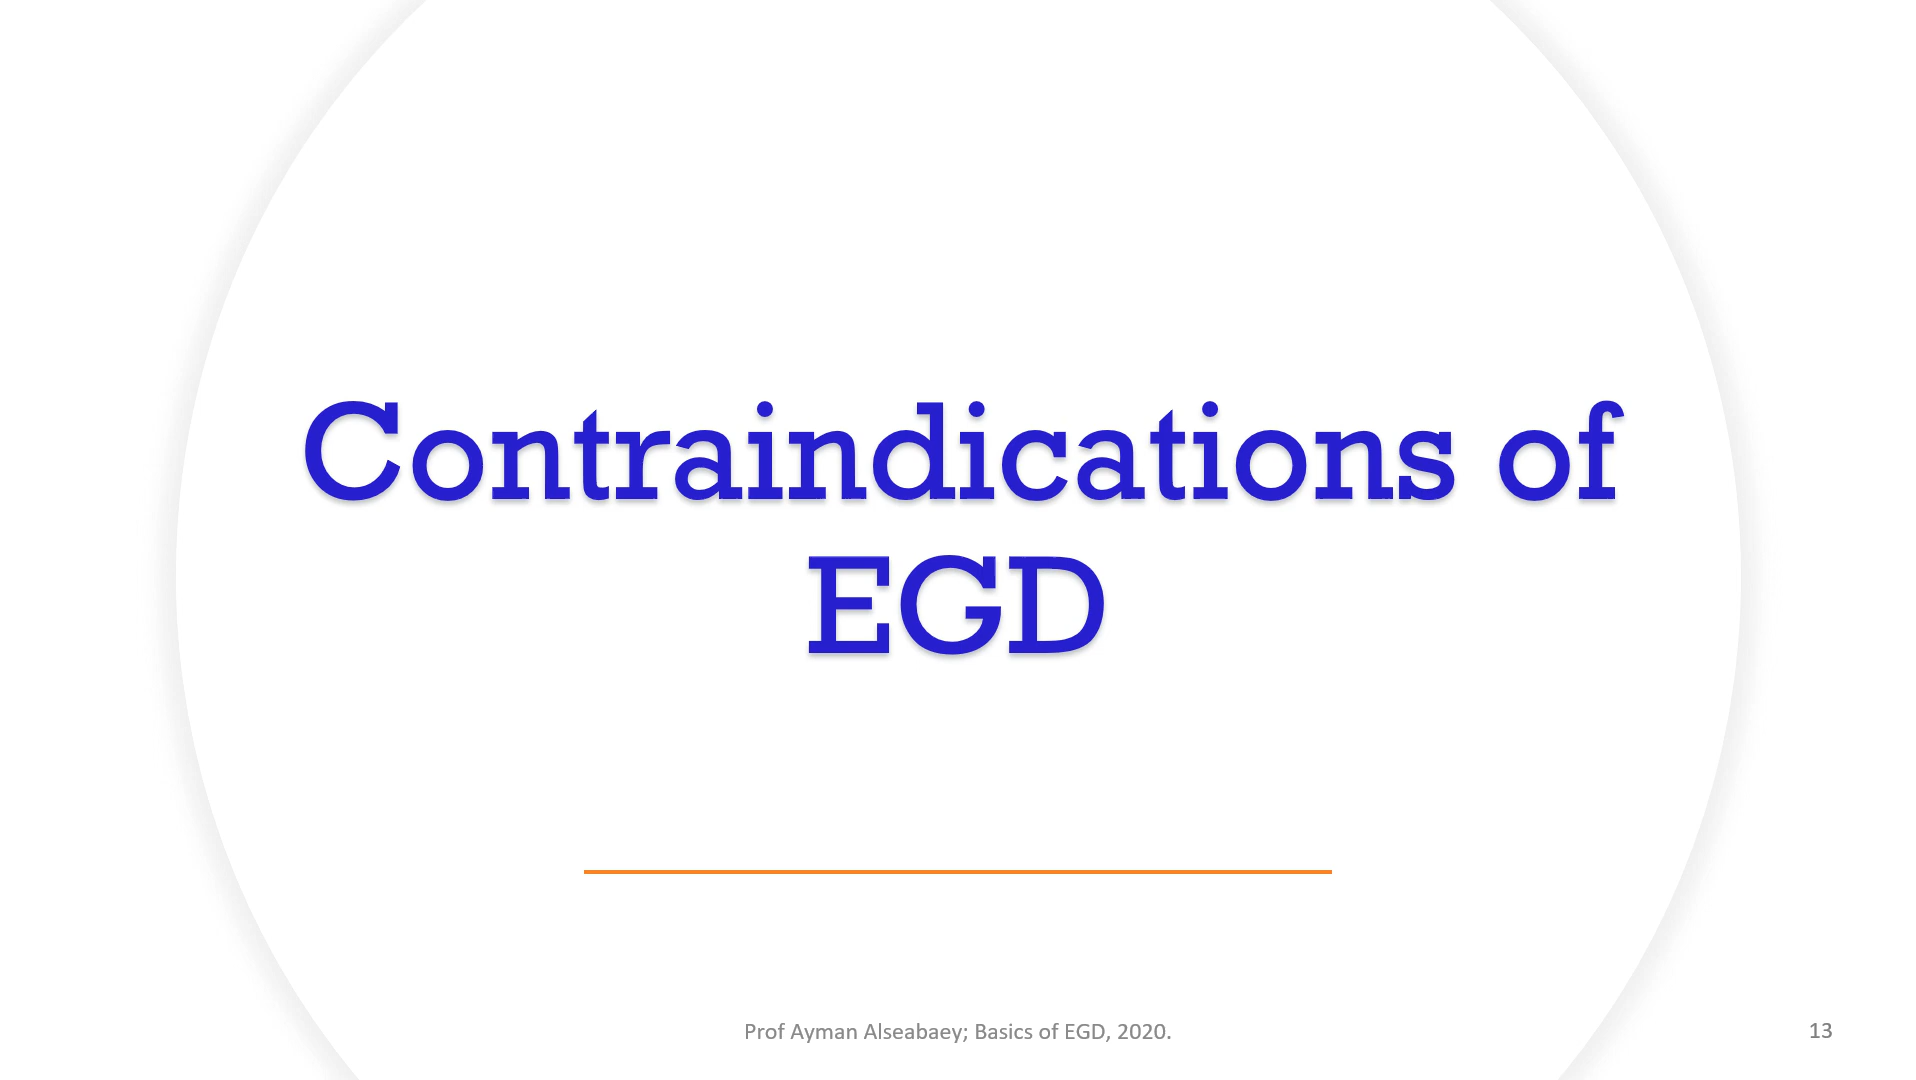 Contraindications of
EGD
Prof Ayman Alseabaey; Basics of EGD, 2020.
13